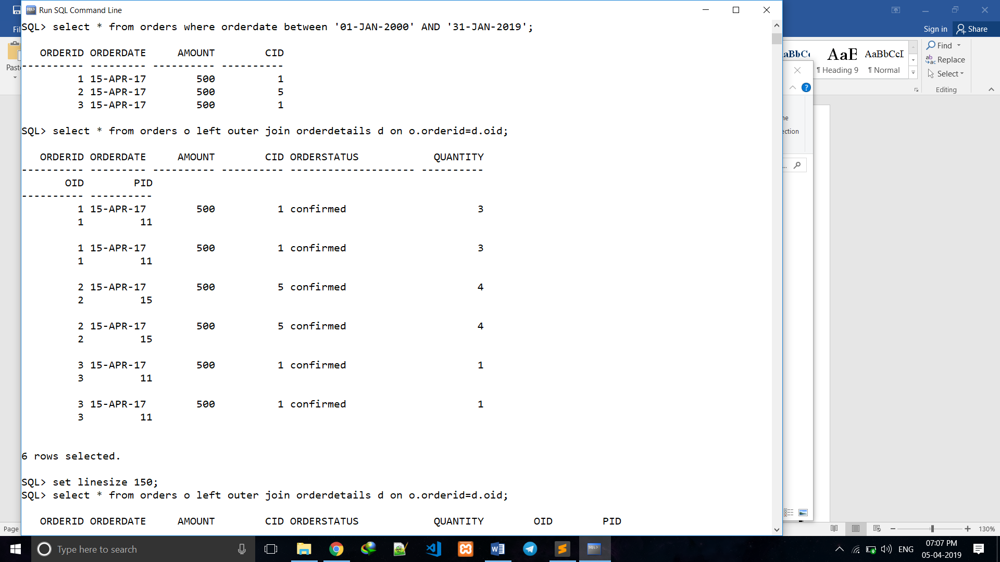 Run SQL Command Line
SQL> select * from orders where orderdate between '01-JAN-2000' AND '31-JAN-2019';
ORDERID ORDERDATE AMOUNT CID
---------- --------- ---------- ----------
1 15-APR-17 500 1
2 15-APR-17 500 5
3 15-APR-17 500 1
SQL> select * from orders o left outer join orderdetails d on o.orderid=d.oid;
ORDERID ORDERDATE AMOUNT CID ORDERSTATUS QUANTITY
---------- --------- ---------- ---------- -------------------- ----------
OID PID
---------- ----------
1 15-APR-17 500 1 confirmed 3
1 11
1 15-APR-17 500 1 confirmed 3
1 11
2 15-APR-17 500 5 confirmed 4
2 15
2 15-APR-17 500 5 confirmed 4
2 15
3 15-APR-17 500 1 confirmed 1
3 11
3 15-APR-17 500 1 confirmed 1
3 11
6 rows selected.
SQL> set linesize 150;
SQL> select * from orders o left outer join orderdetails d on o.orderid=d.oid;
ORDERID ORDERDATE AMOUNT CID ORDERSTATUS QUANTITY OID PID
Fil
Paste
Sign in Share
aBbCc AaB AaBbCcI
¶ Heading 9 ¶ Normal
Find
Replace
Select
Editing
?
ne
ection
...
Page
130%
Type here to search
SQL>
ENG
07:07 PM
05-04-2019